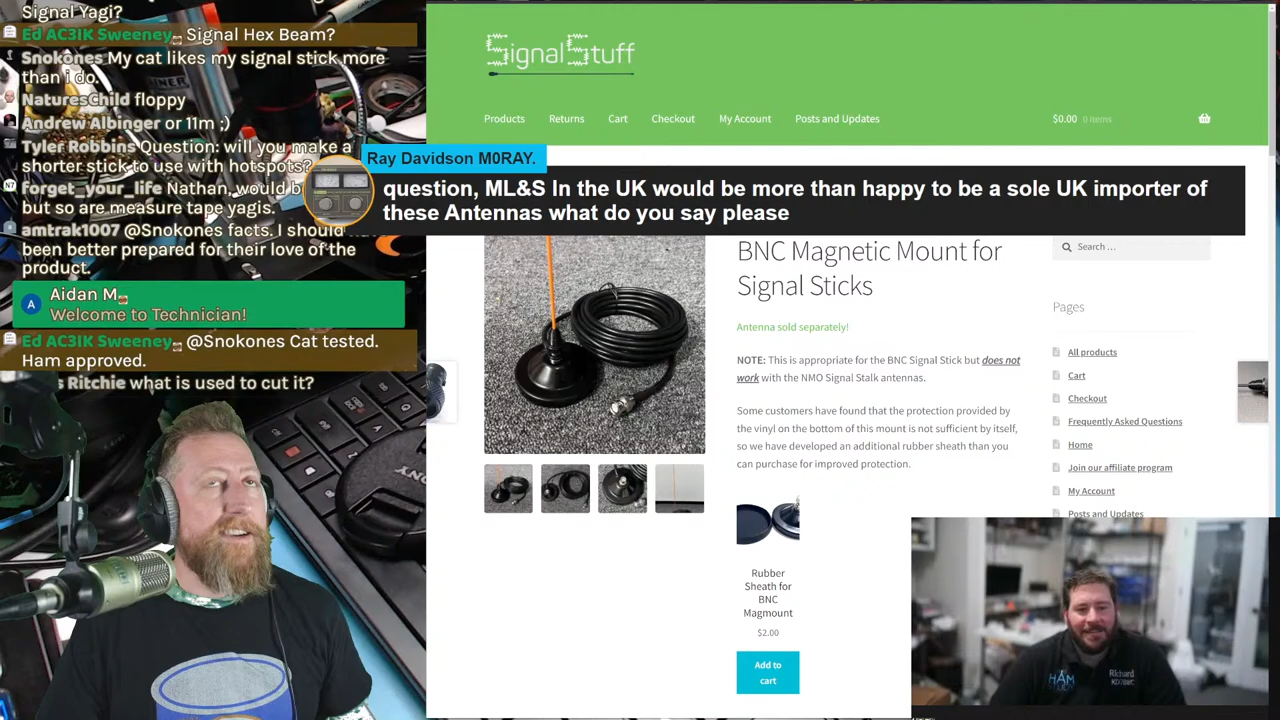 Signal Yagi?
Ed AC3IK Sweeney Signal Hex Beam?
Snokones My cat likes my signal stick more
than i do.
NaturesChild floppy
Andrew Albinger or 11m ;)
Tyler Robbins Question: will you make a
shorter stick to use with hotspots?
forget_your_life Nathan, would b
but so are measure tape yagis.
amtrak1007 @Snokones facts. I should
been better prepared for their love of the
product.
A
Aidan M
Welcome to Technician!
Ed AC3IK Sweeney @Snokones Cat tested.
Ham approved.
Ritchie what is used to cut it?
SignalStuff
Products Returns Cart Checkout My Account Posts and Updates $0.00 0 items
Ray Davidson M0RAY.
question, ML&S In the UK would be more than happy to be a sole UK importer of
these Antennas what do you say please
BNC Magnetic Mount for
Signal Sticks
Antenna sold separately!
NOTE: This is appropriate for the BNC Signal Stick but does not
work with the NMO Signal Stalk antennas.
Some customers have found that the protection provided by
the vinyl on the bottom of this mount is not sufficient by itself,
so we have developed an additional rubber sheath than you
can purchase for improved protection.
Rubber
Sheath for
BNC
Magmount
$2.00
Add to
cart
Search ...
Pages
All products
Cart
Checkout
Frequently Asked Questions
Home
Join our affiliate program
My Account
Posts and Updates
HAM
Richard